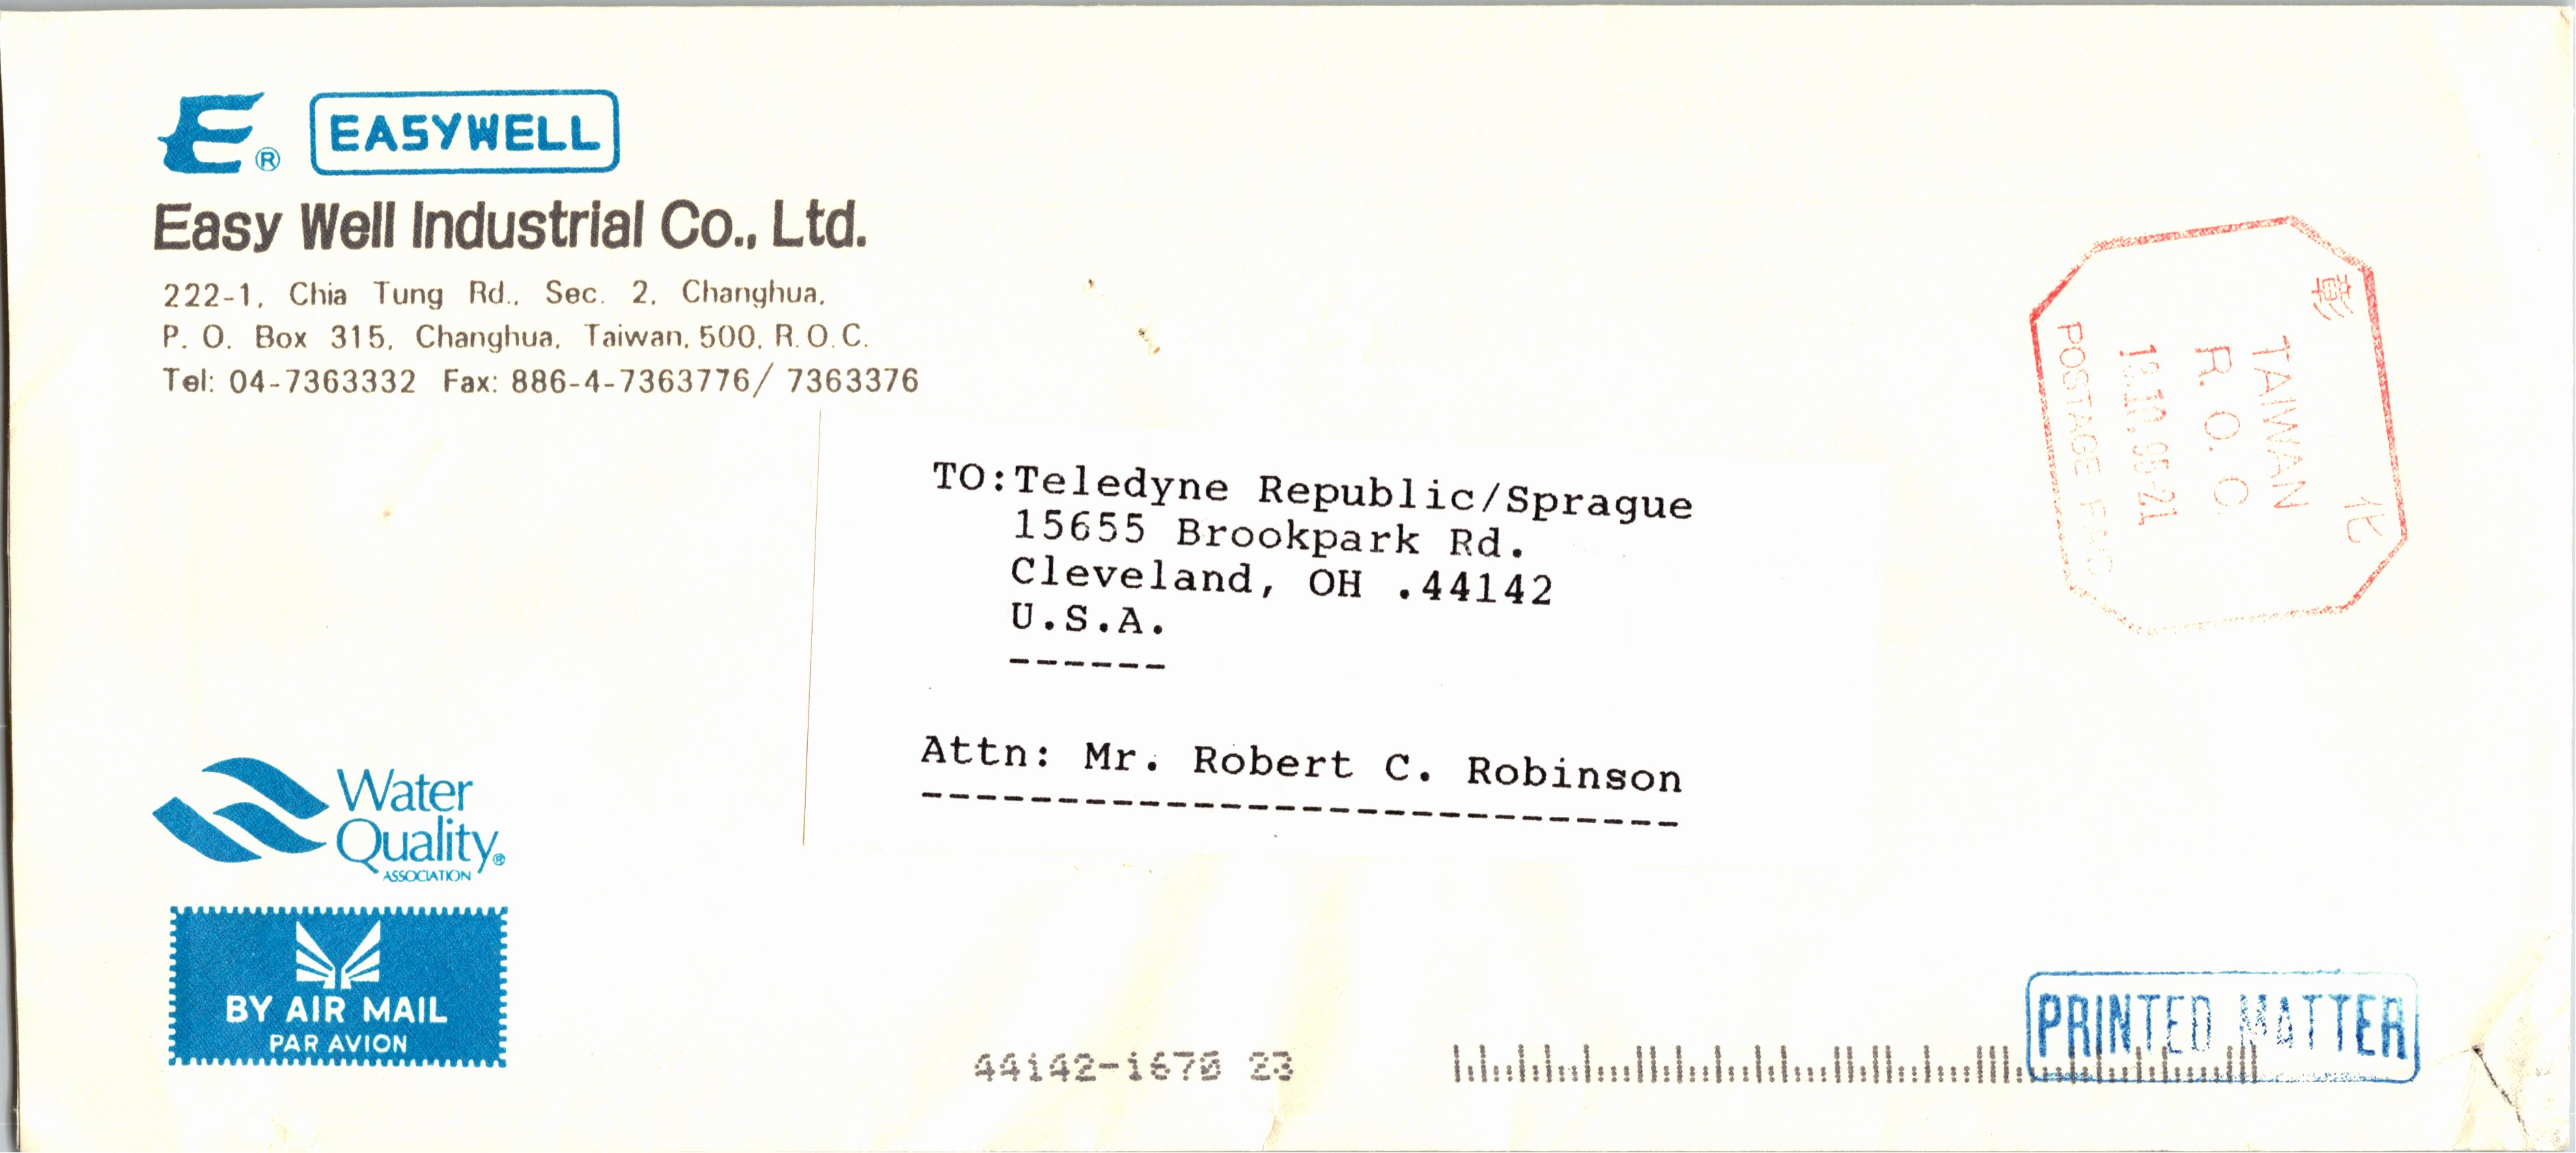 E®
EASYWELL
Easy Well Industrial Co., Ltd.
222-1, Chia Tung Rd., Sec. 2, Changhua,
P. O. Box 315, Changhua, Taiwan, 500, R.O.C.
Tel: 04-7363332 Fax: 886-4-7363776/ 7363376
彰 化
TAIWAN
R. O. C
POSTAGE PAID
TO:Teledyne Republic/Sprague
15655 Brookpark Rd.
Cleveland, OH .44142
U.S.A.
------
Attn: Mr. Robert C. Robinson
----------------------------
Water
Quality®
ASSOCIATION
BY AIR MAIL
PAR AVION
44142-1670 23
PRINTED MATTER